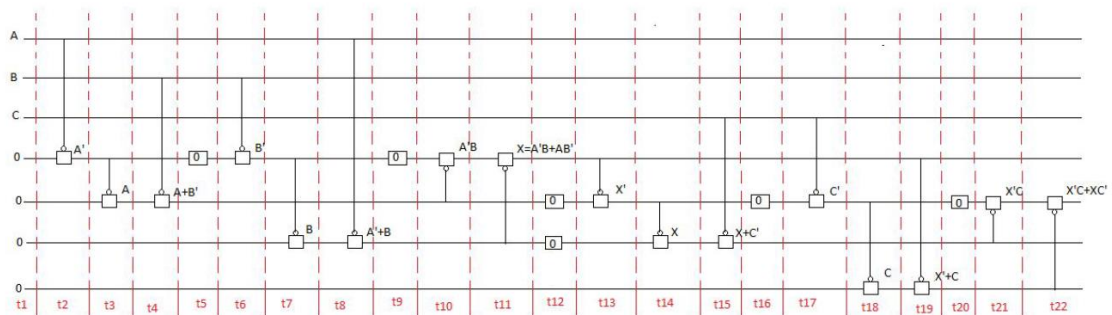 A
B
B'
C
0 A' 0 0 A'B X=A'B+AB'
0 A A+B' 0 X' 0 C' 0 X'C X'C+XC'
0 B A'+B 0 X X+C'
0 C X'+C
t1 t2 t3 t4 t5 t6 t7 t8 t9 t10 t11 t12 t13 t14 t15 t16 t17 t18 t19 t20 t21 t22